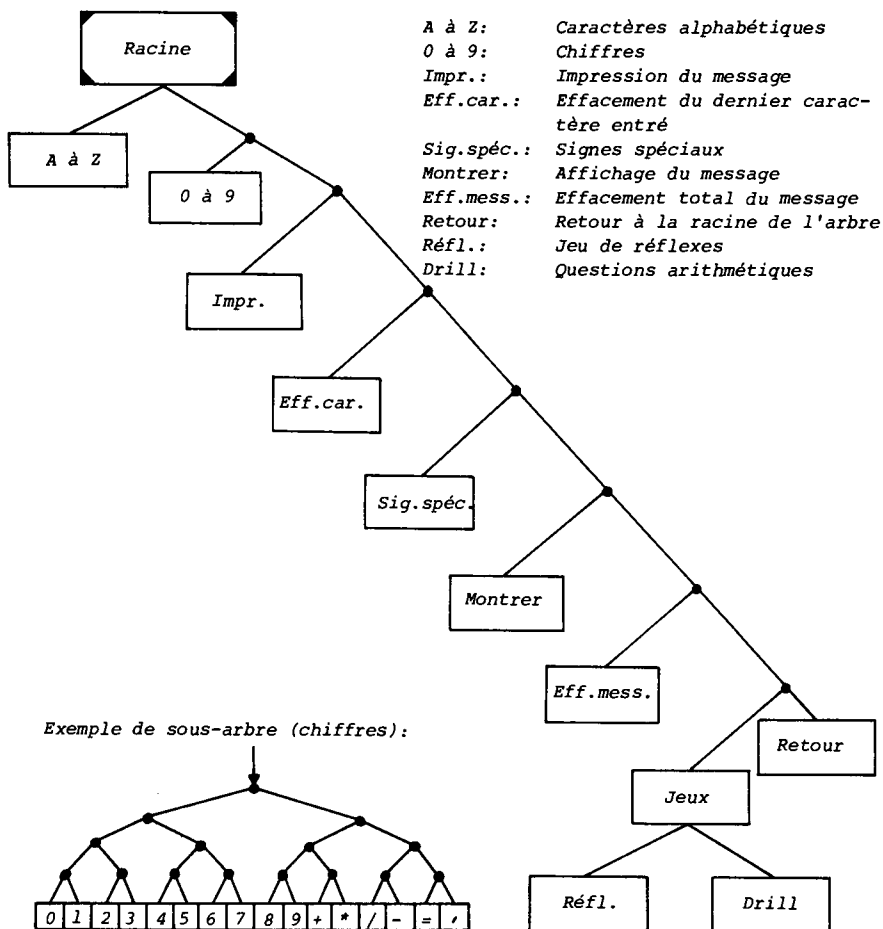 Racine
A à Z: Caractères alphabétiques
0 à 9: Chiffres
Impr.: Impression du message
Eff.car.: Effacement du dernier carac-
tère entré
Sig.spéc.: Signes spéciaux
Montrer: Affichage du message
Eff.mess.: Effacement total du message
Retour: Retour à la racine de l'arbre
Réfl.: Jeu de réflexes
Drill: Questions arithmétiques
A à Z
0 à 9
Impr.
Eff.car.
Sig.spéc.
Montrer
Eff.mess.
Retour
Jeux
Réfl.
Drill
Exemple de sous-arbre (chiffres):
0 1 2 3 4 5 6 7 8 9 + * / - = ,